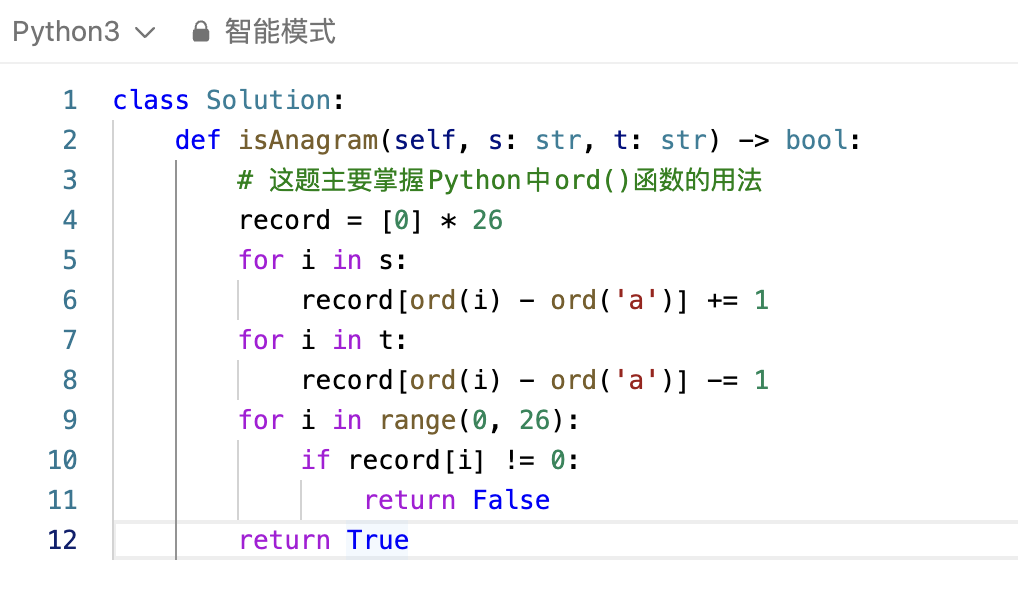 Python3 智能模式
1 class Solution:
2     def isAnagram(self, s: str, t: str) -> bool:
3         # 这题主要掌握Python中ord()函数的用法
4         record = [0] * 26
5         for i in s:
6             record[ord(i) - ord('a')] += 1
7         for i in t:
8             record[ord(i) - ord('a')] -= 1
9         for i in range(0, 26):
10             if record[i] != 0:
11                 return False
12         return True